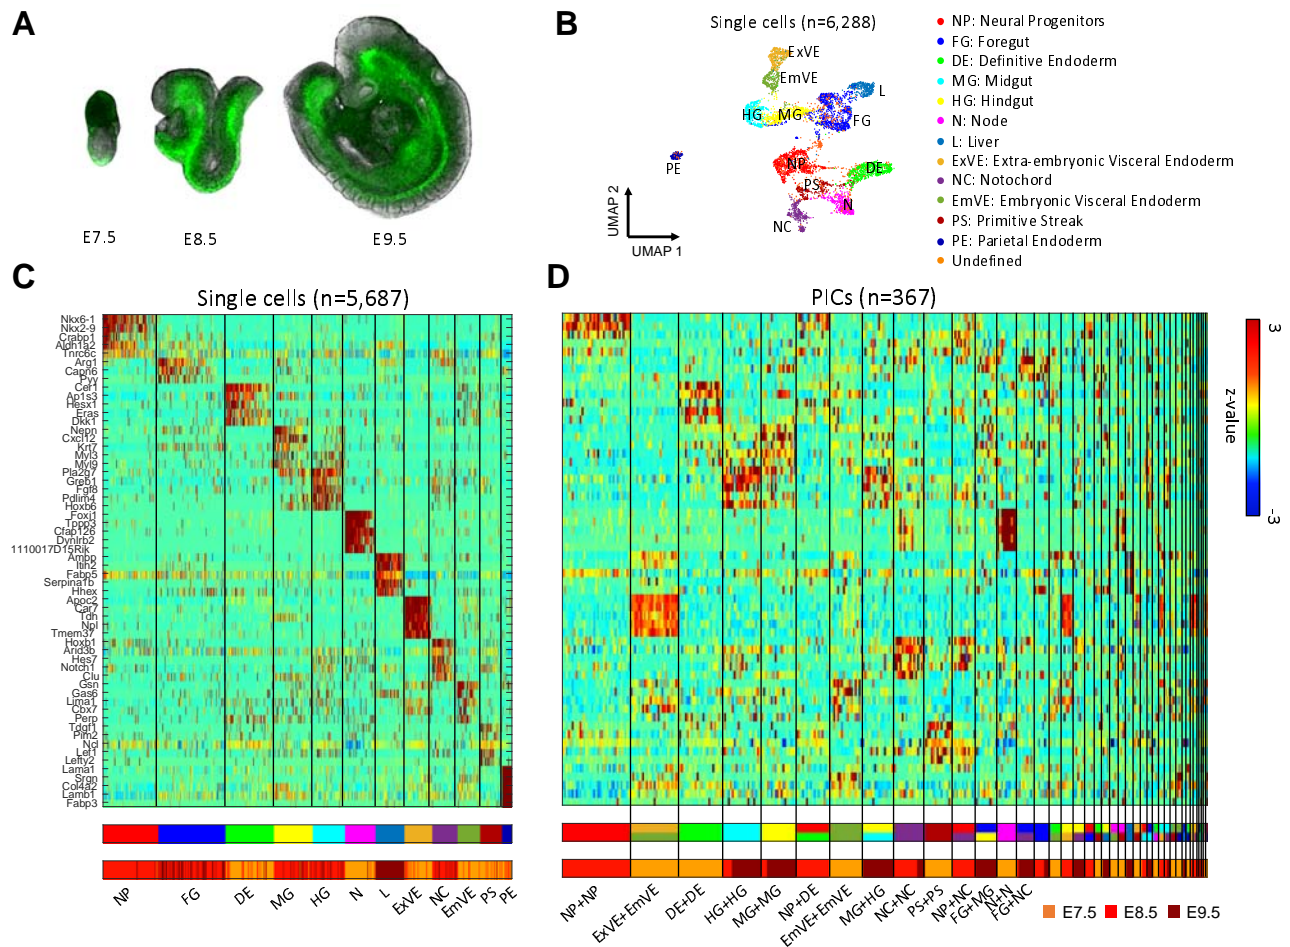 A
E7.5
E8.5
E9.5
B
Single cells (n=6,288)
ExVE
EmVE
L
HG
MG
FG
NP
DE
PE
PS
N
NC
UMAP 2
UMAP 1
NP: Neural Progenitors
FG: Foregut
DE: Definitive Endoderm
MG: Midgut
HG: Hindgut
N: Node
L: Liver
ExVE: Extra-embryonic Visceral Endoderm
NC: Notochord
EmVE: Embryonic Visceral Endoderm
PS: Primitive Streak
PE: Parietal Endoderm
Undefined
C
Single cells (n=5,687)
Nkx6-1
Nkx2-9
Crabp1
Aldh1a2
Tnrc6c
Arg1
Capn6
Pyy
Cer1
Ap1s3
Hesx1
Eras
Dkk1
Nepn
Cxcl12
Krt7
Myl3
Myl9
Pla2g7
Greb1
Fgf8
Pdlim4
Hoxb6
Foxj1
Tppp3
Cfap126
Dynlrb2
1110017D15Rik
Ambp
Itih2
Fabp5
Serpina1b
Hhex
Apoc2
Car7
Tdh
Npl
Tmem37
Hoxb1
Arid3b
Hes7
Notch1
Clu
Gsn
Gas6
Lima1
Cbx7
Perp
Tdgf1
Pim2
Ncl
Lef1
Lefty2
Lama1
Srgn
Col4a2
Lamb1
Fabp3
NP
FG
DE
MG
HG
N
L
ExVE
NC
EmVE
PS
PE
D
PICs (n=367)
3
z-value
-3
NP+NP
ExVE+EmVE
DE+DE
HG+HG
MG+MG
NP+DE
EmVE+EmVE
MG+HG
NC+NC
PS+PS
NP+NC
FG+MG
N+N
FG+NC
E7.5
E8.5
E9.5